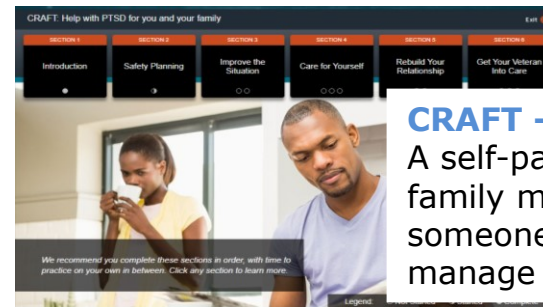 CRAFT: Help with PTSD for you and your family
Exit
SECTION 1
SECTION 2
SECTION 3
SECTION 4
SECTION 5
SECTION 6
Introduction
Safety Planning
Improve the
Situation
Care for Yourself
Rebuild Your
Relationship
Get Your Veteran
Into Care
CRAFT -
A self-pa
family m
someone
manage
We recommend you complete these sections in order, with time to
practice on your own in between. Click any section to learn more
Legend: